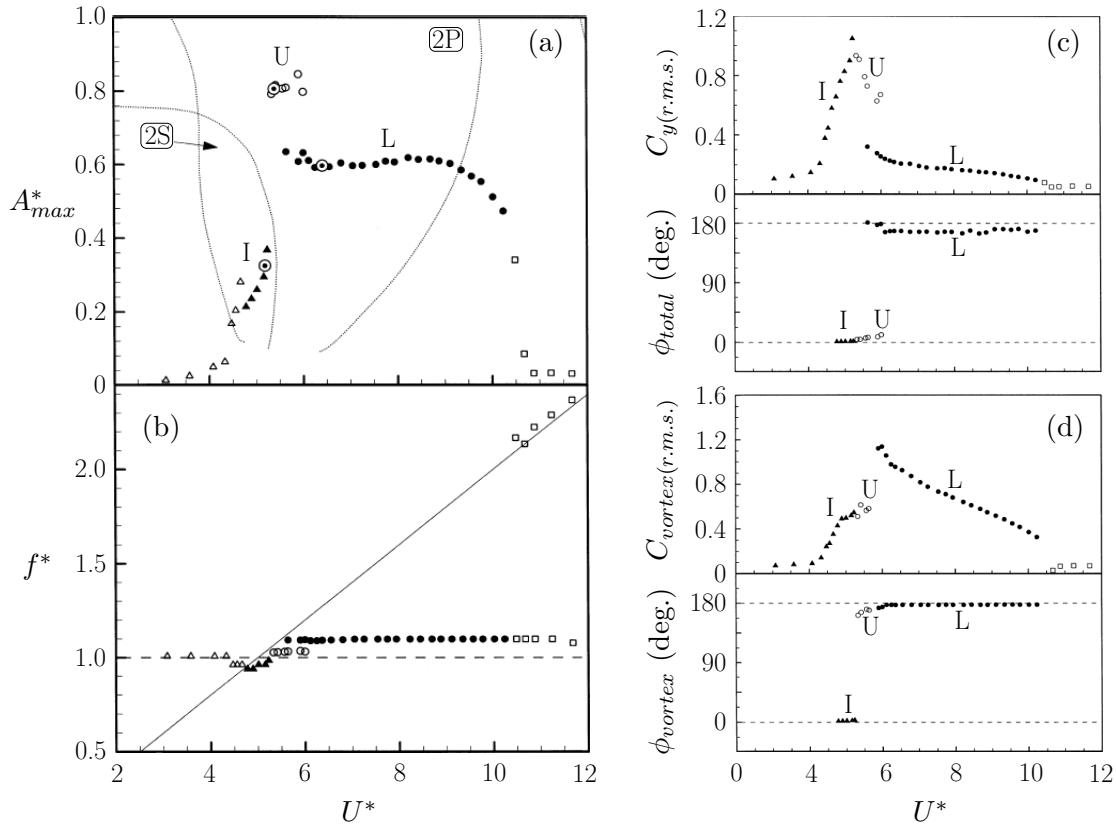 1.0
0.8
0.6
0.4
0.2
0
A*max
(a)
2P
2S
U
L
I
2.0
1.0
0.5
f*
(b)
2 4 6 8 10 12
U*
1.6
1.2
0.8
0.4
0
Cy(r.m.s.)
(c)
I
U
L
180
90
0
ϕtotal (deg.)
I
U
L
1.6
1.2
0.8
0.4
0
Cvortex(r.m.s.)
(d)
I
U
L
180
90
0
ϕvortex (deg.)
I
U
L
0 2 4 6 8 10 12
U*